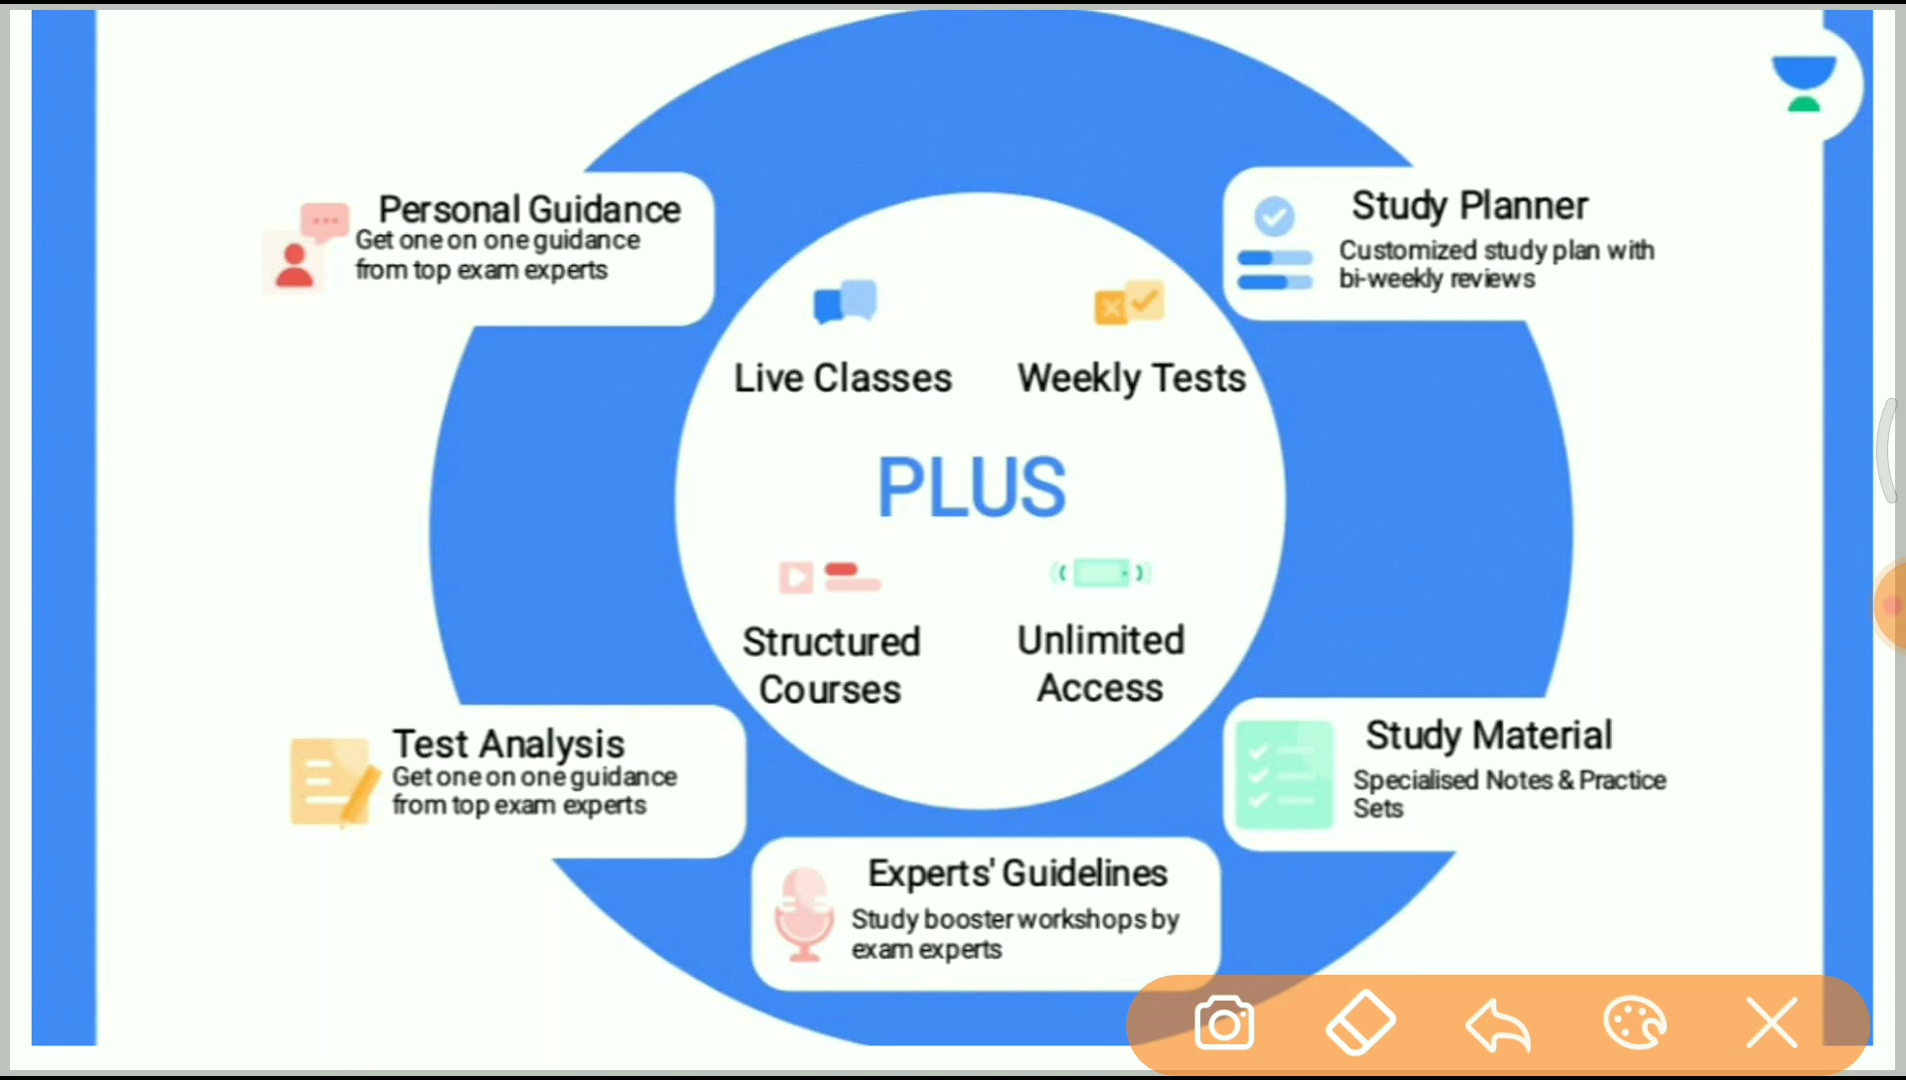 Personal Guidance
Get one on one guidance
from top exam experts
Study Planner
Customized study plan with
bi-weekly reviews
Live Classes
Weekly Tests
PLUS
Structured
Courses
Unlimited
Access
Test Analysis
Get one on one guidance
from top exam experts
Study Material
Specialised Notes & Practice
Sets
Experts' Guidelines
Study booster workshops by
exam experts